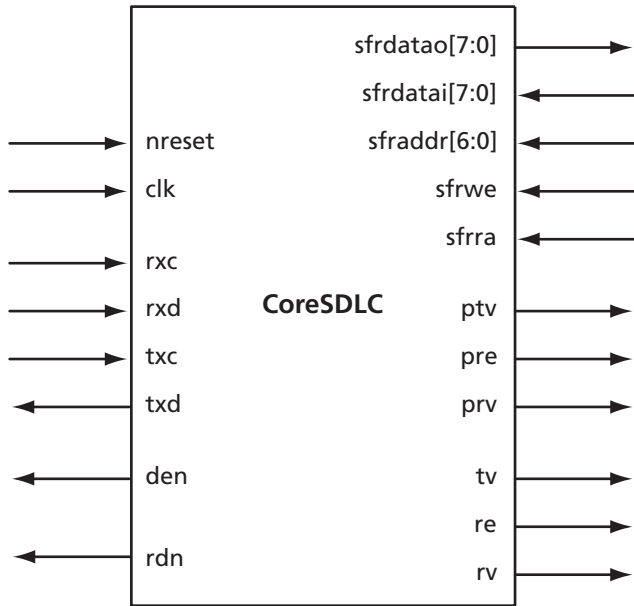 sfrdatao[7:0]
sfrdatai[7:0]
nreset sfraddr[6:0]
clk sfrwe
sfrra
rxc
rxd CoreSDLC ptv
txc pre
txd prv
den tv
re
rdn
rv